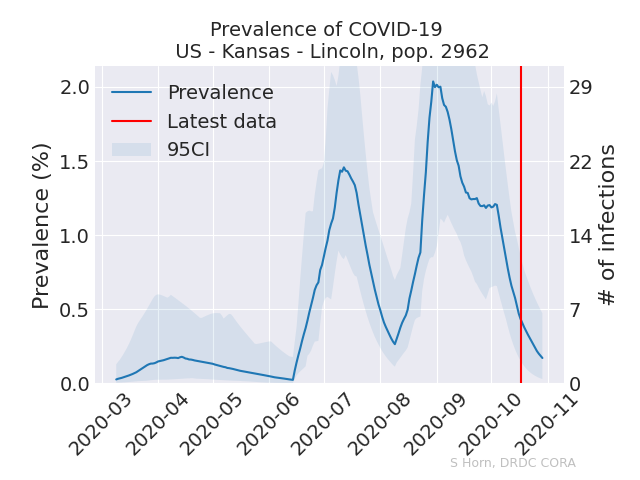 Prevalence of COVID-19
US - Kansas - Lincoln, pop. 2962
Prevalence
Latest data
95CI
Prevalence (%)
2.0
1.5
1.0
0.5
0.0
# of infections
29
22
14
7
0
2020-03
2020-04
2020-05
2020-06
2020-07
2020-08
2020-09
2020-10
2020-11
S Horn, DRDC CORA